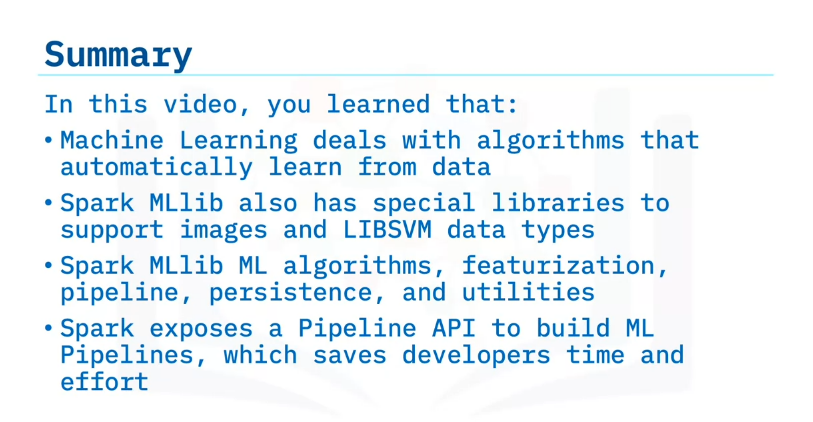 Summary
In this video, you learned that:
• Machine Learning deals with algorithms that
automatically learn from data
• Spark MLlib also has special libraries to
support images and LIBSVM data types
• Spark MLlib ML algorithms, featurization,
pipeline, persistence, and utilities
• Spark exposes a Pipeline API to build ML
Pipelines, which saves developers time and
effort